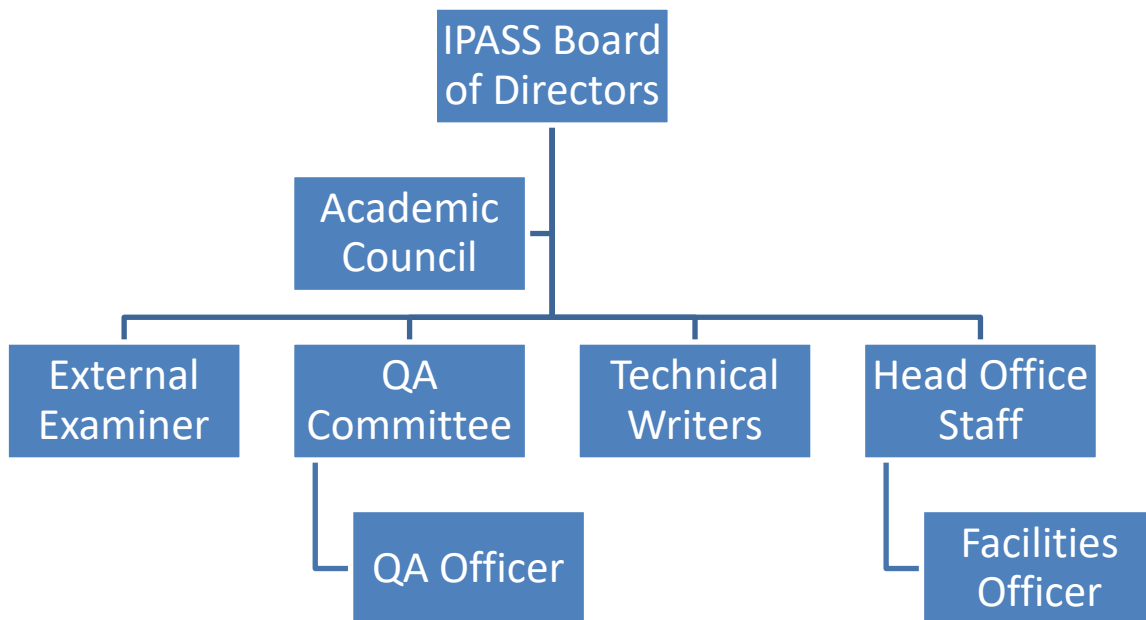 IPASS Board
of Directors
Academic
Council
External
Examiner
QA
Committee
Technical
Writers
Head Office
Staff
QA Officer
Facilities
Officer